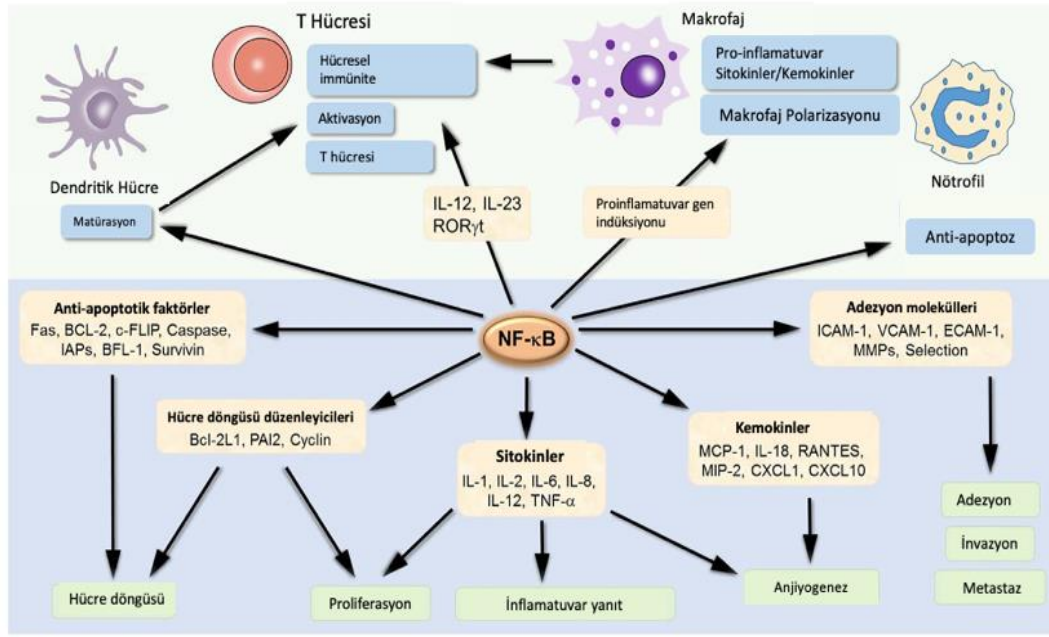 T Hücresi
Makrofaj
Hücresel
immünite
Aktivasyon
T hücresi
Pro-inflamatuvar
Sitokinler/Kemokinler
Makrofaj Polarizasyonu
Dendritik Hücre
Matürasyon
Nötrofil
Anti-apoptoz
IL-12, IL-23
RORγt
Proinflamatuvar gen
indüksiyonu
NF-κB
Anti-apoptotik faktörler
Fas, BCL-2, c-FLIP, Caspase,
IAPs, BFL-1, Survivin
Adezyon molekülleri
ICAM-1, VCAM-1, ECAM-1,
MMPs, Selection
Hücre döngüsü düzenleyicileri
Bcl-2L1, PAI2, Cyclin
Sitokinler
IL-1, IL-2, IL-6, IL-8,
IL-12, TNF-α
Kemokinler
MCP-1, IL-18, RANTES,
MIP-2, CXCL1, CXCL10
Adezyon
İnvazyon
Metastaz
Hücre döngüsü
Proliferasyon
İnflamatuvar yanıt
Anjiyogenez